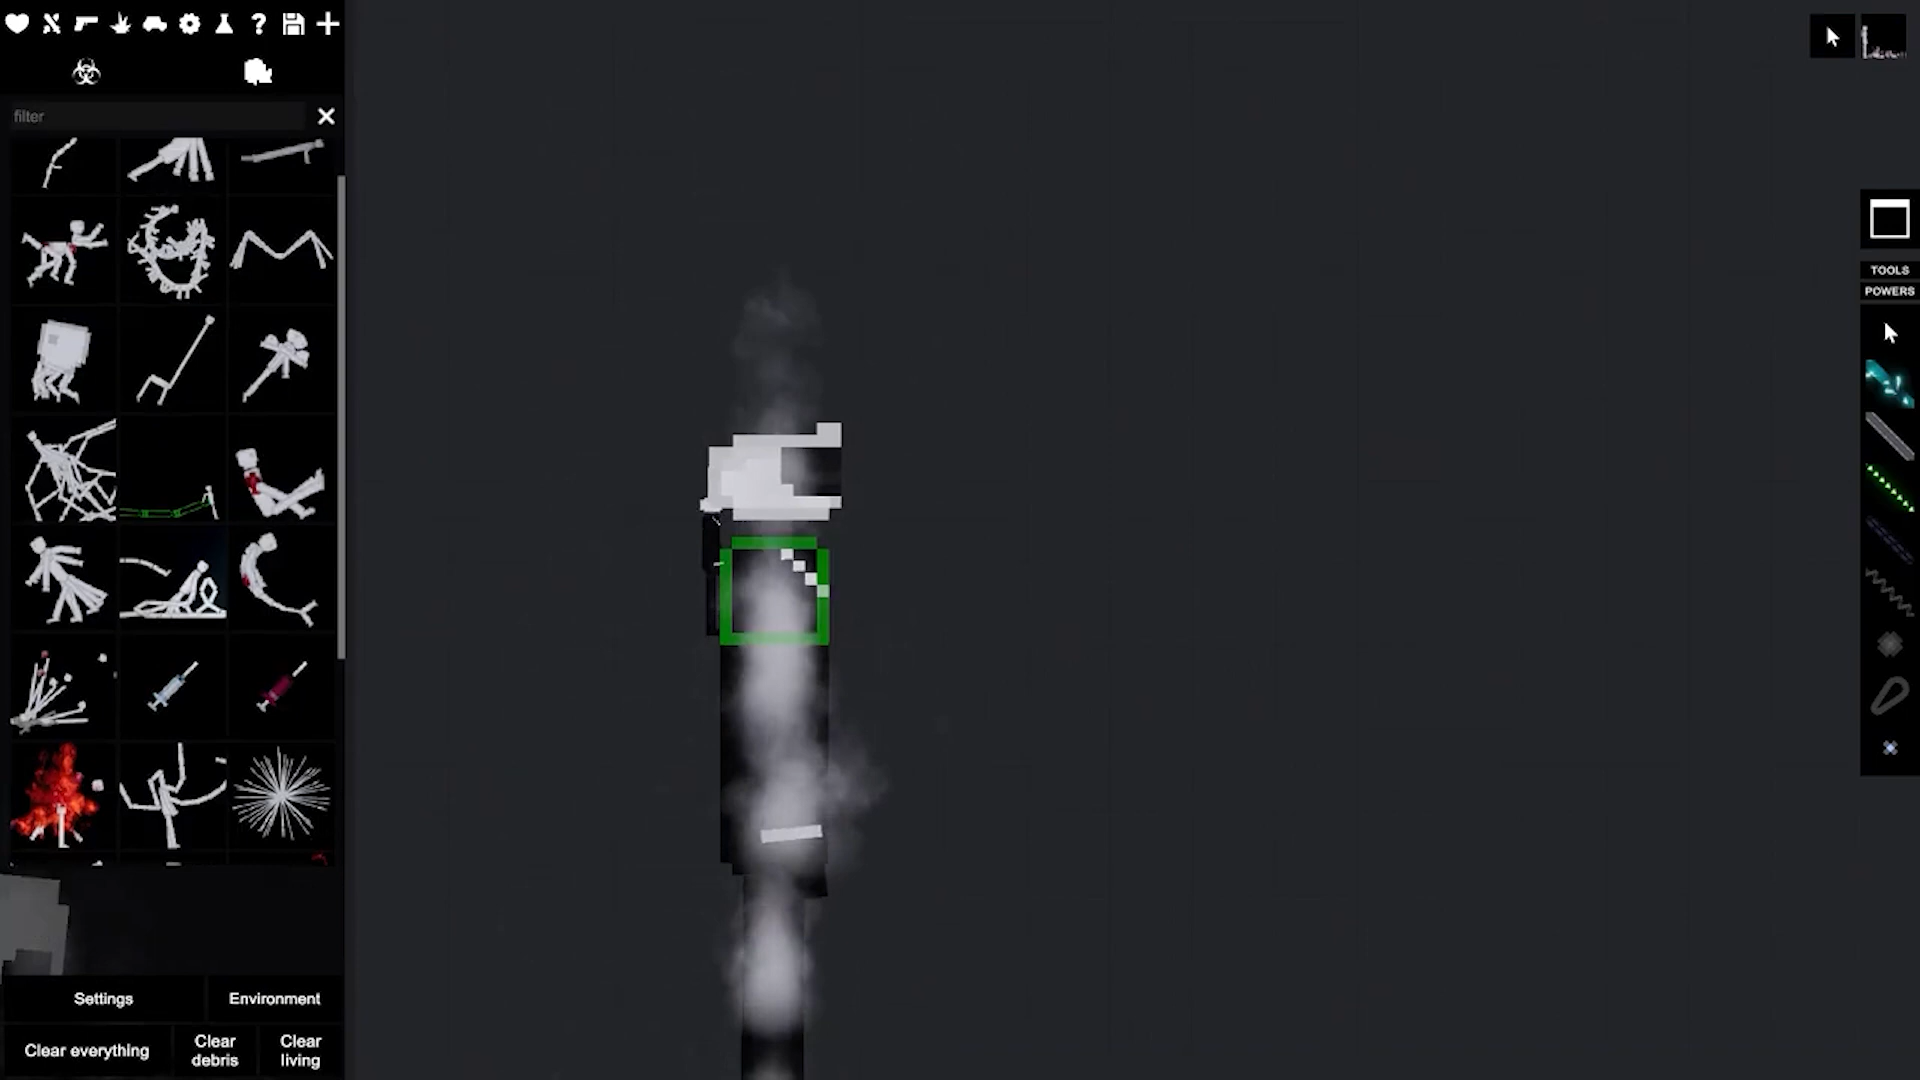 filter
TOOLS
POWERS
Settings
Environment
Clear everything
Clear
debris
Clear
living